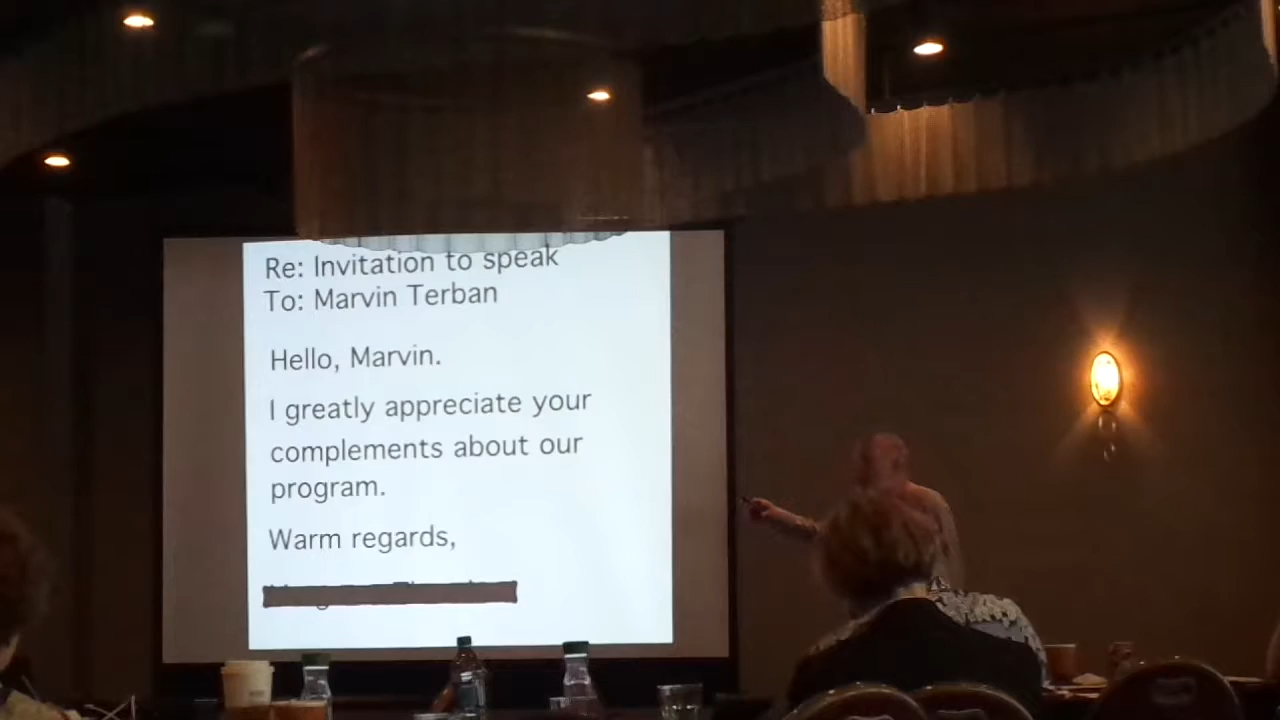 Re: Invitation to speak
To: Marvin Terban
Hello, Marvin.
I greatly appreciate your
complements about our
program.
Warm regards,